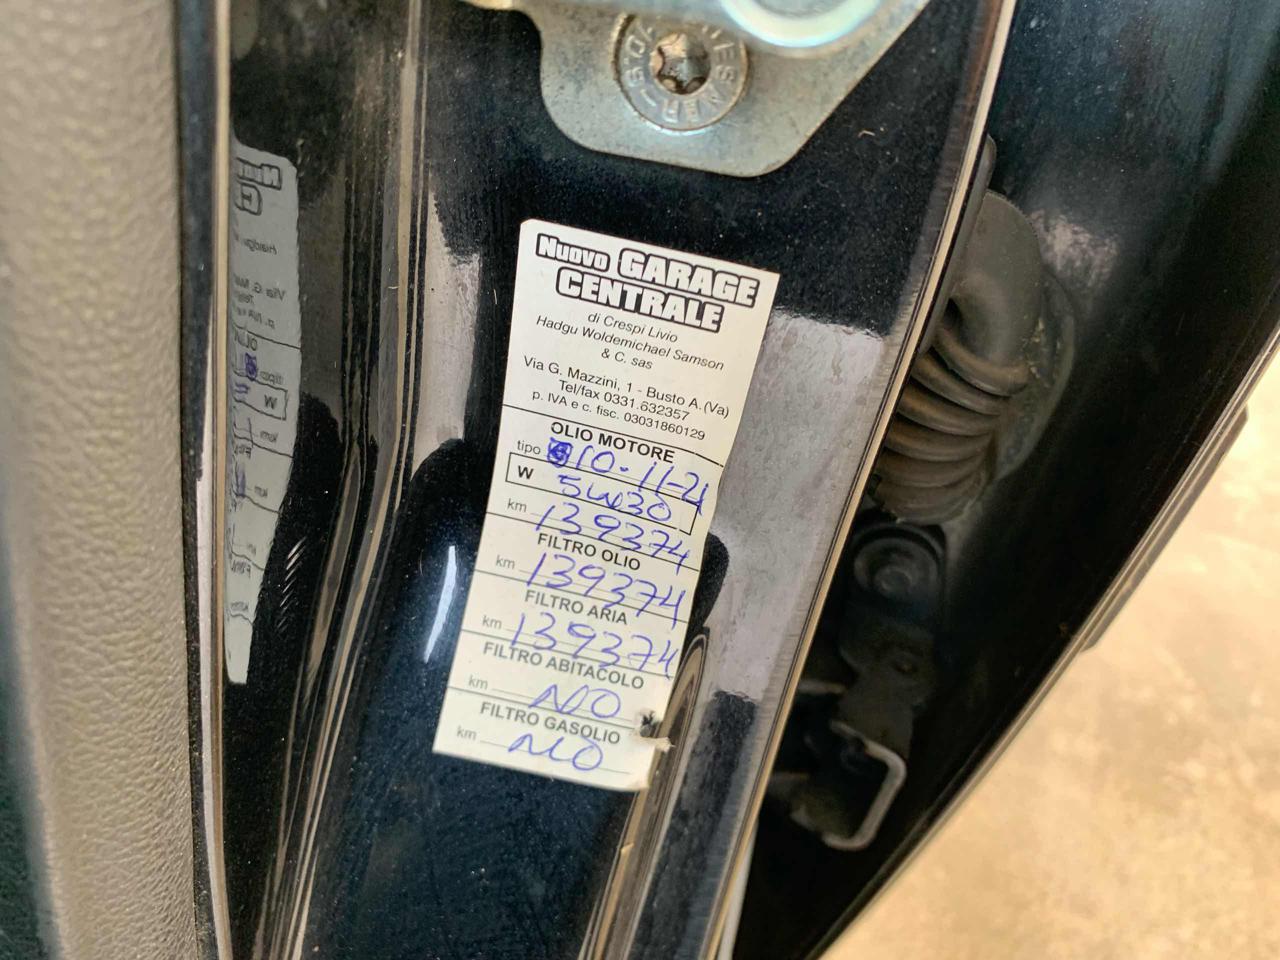 Nuovo GARAGE
CENTRALE
di Crespi Livio
Hadgu Woldemichael Samson
& C. sas
Via G. Mazzini, 1 - Busto A.(Va)
Tel/fax 0331.632357
p. IVA e c. fisc. 03031860129
OLIO MOTORE
tipo 10-11-21
W 5W30
km 139374
FILTRO OLIO
km 139374
FILTRO ARIA
km 139374
FILTRO ABITACOLO
km NO
FILTRO GASOLIO
km NO